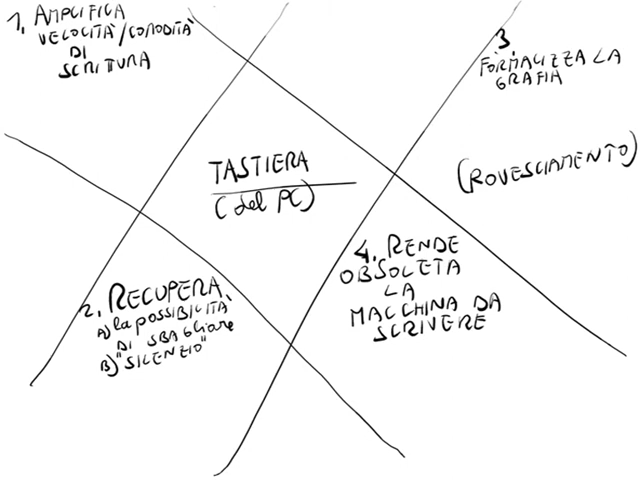 1. AMPLIFICA
VELOCITÀ/COMODITÀ
DI
SCRITTURA
3.
FORMALIZZA LA
GRAFIA
(ROVESCIAMENTO)
TASTIERA
(del PC)
4. RENDE
OBSOLETA
LA
MACCHINA DA
SCRIVERE
2. RECUPERA
A) la POSSIBILITÀ
DI SBAGLIARE
B) "SILENZIO"